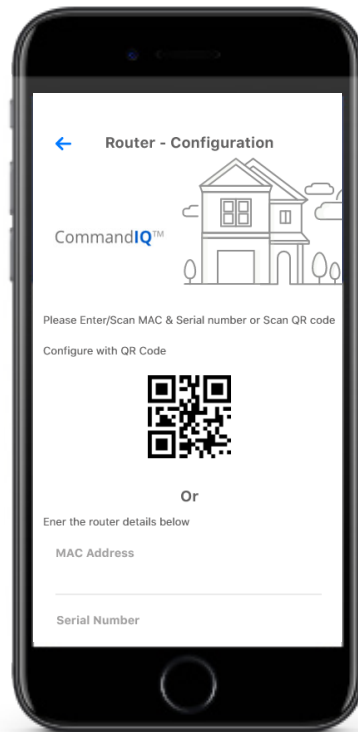 Router - Configuration
CommandIQ™
Please Enter/Scan MAC & Serial number or Scan QR code
Configure with QR Code
Or
Ener the router details below
MAC Address
Serial Number